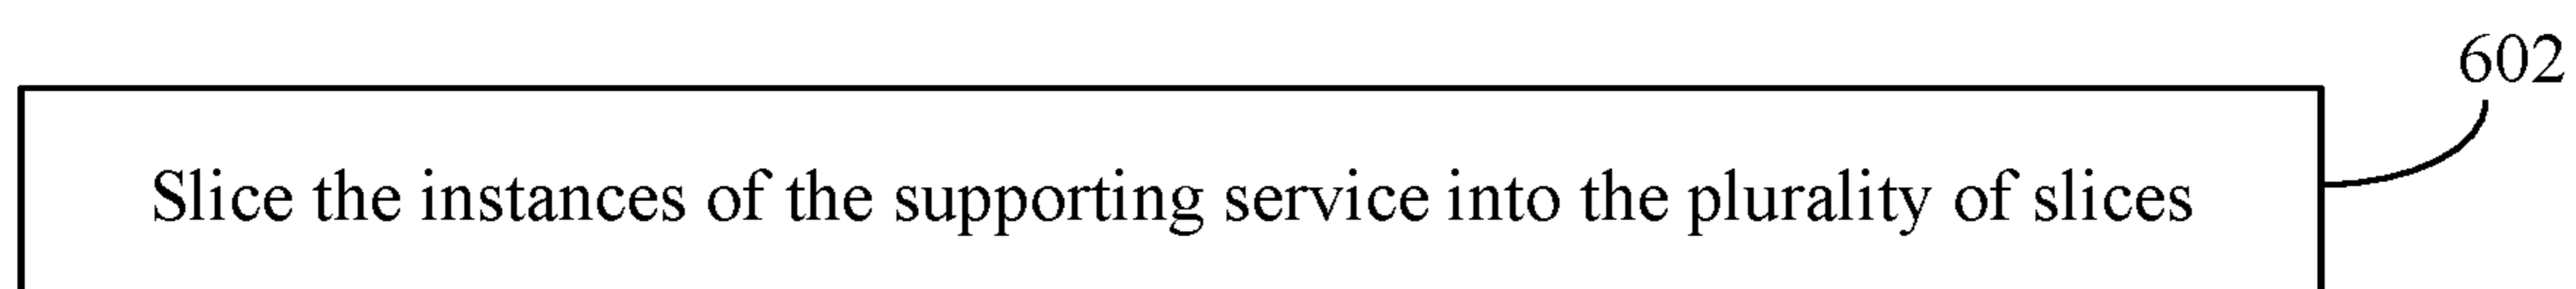 602
Slice the instances of the supporting service into the plurality of slices